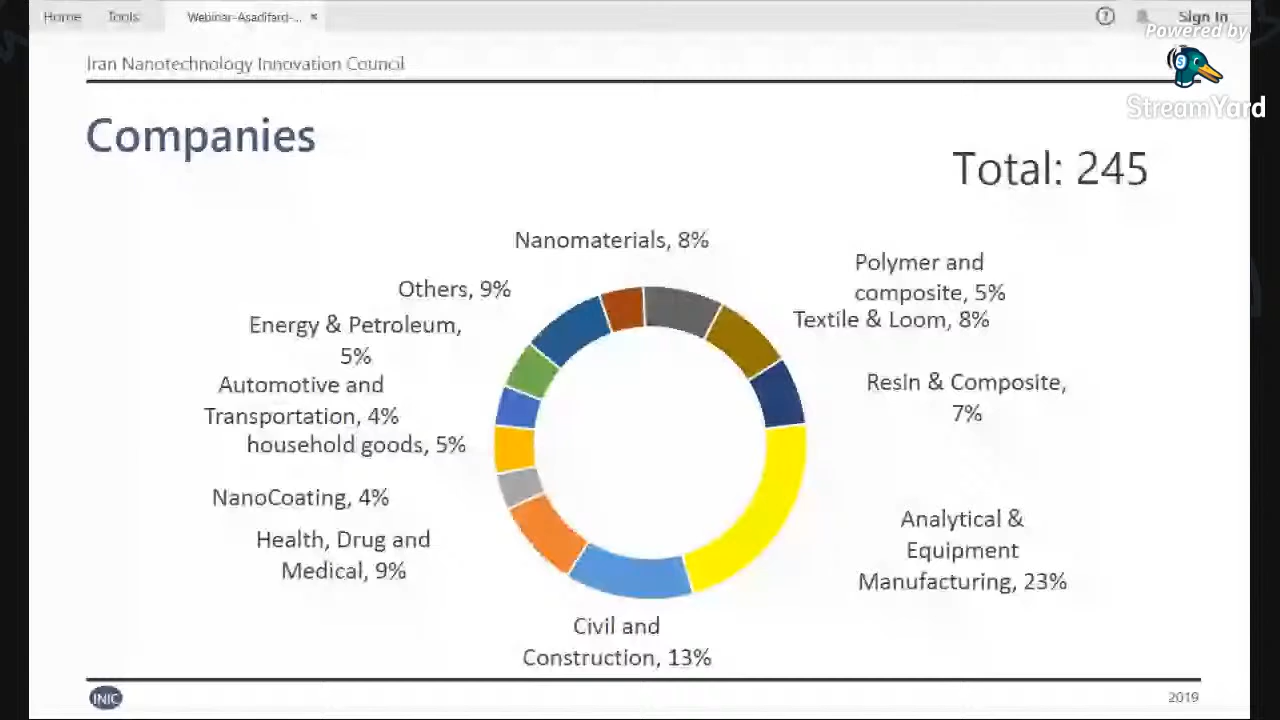 Home Tools Webinar-Asadifard-... × ? Sign In
Powered by
StreamYard
Iran Nanotechnology Innovation Council
Companies
Total: 245
Nanomaterials, 8%
Polymer and
composite, 5%
Others, 9%
Textile & Loom, 8%
Energy & Petroleum,
5%
Resin & Composite,
7%
Automotive and
Transportation, 4%
household goods, 5%
NanoCoating, 4%
Analytical &
Equipment
Manufacturing, 23%
Health, Drug and
Medical, 9%
Civil and
Construction, 13%
INIC
2019